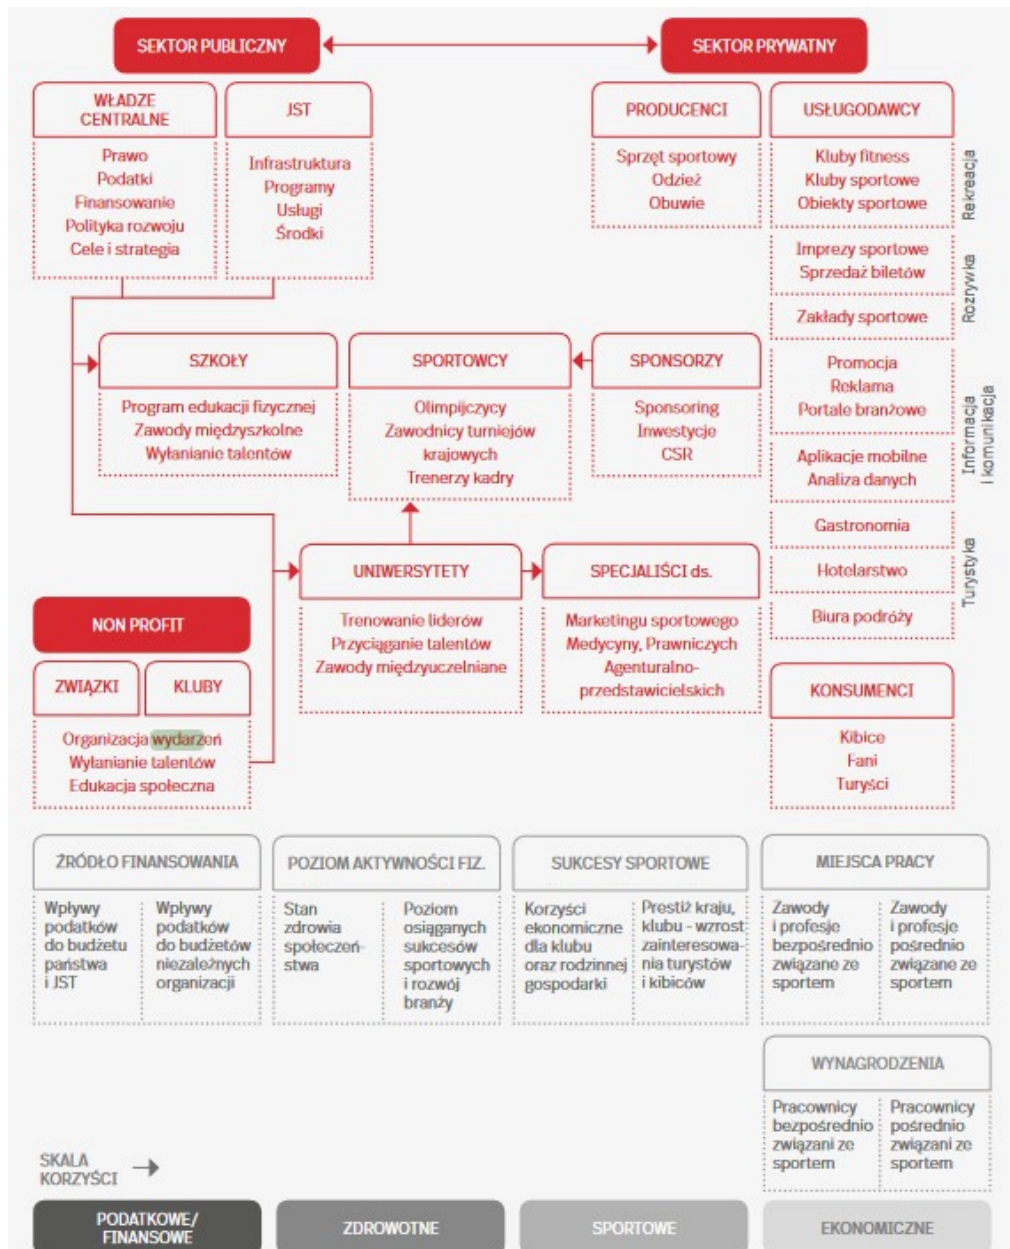 SEKTOR PUBLICZNY
SEKTOR PRYWATNY
WŁADZE
CENTRALNE
Prawo
Podatki
Finansowanie
Polityka rozwoju
Cele i strategia
JST
Infrastruktura
Programy
Usługi
Środki
PRODUCENCI
Sprzęt sportowy
Odzież
Obuwie
USŁUGODAWCY
Kluby fitness
Kluby sportowe
Obiekty sportowe
Rekreacja
Imprezy sportowe
Sprzedaż biletów
Zakłady sportowe
Rozrywka
Promocja
Reklama
Portale branżowe
Aplikacje mobilne
Analiza danych
Informacja
i komunikacja
Gastronomia
Hotelarstwo
Biura podróży
Turystyka
SZKOŁY
Program edukacji fizycznej
Zawody międzyszkolne
Wyłanianie talentów
SPORTOWCY
Olimpijczycy
Zawodnicy turniejów
krajowych
Trenerzy kadry
SPONSORZY
Sponsoring
Inwestycje
CSR
UNIWERSYTETY
Trenowanie liderów
Przyciąganie talentów
Zawody międzyuczelniane
SPECJALIŚCI ds.
Marketingu sportowego
Medycyny, Prawniczych
Agenturalno-
przedstawicielskich
NON PROFIT
ZWIĄZKI
KLUBY
Organizacja wydarzeń
Wyłanianie talentów
Edukacja społeczna
KONSUMENCI
Kibice
Fani
Turyści
ŹRÓDŁO FINANSOWANIA
Wpływy
podatków
do budżetu
państwa
i JST
Wpływy
podatków
do budżetów
niezależnych
organizacji
POZIOM AKTYWNOŚCI FIZ.
Stan
zdrowia
społeczeń-
stwa
Poziom
osiąganych
sukcesów
sportowych
i rozwój
branży
SUKCESY SPORTOWE
Korzyści
ekonomiczne
dla klubu
oraz rodzinnej
gospodarki
Prestiż kraju,
klubu - wzrost
zainteresowa-
nia turystów
i kibiców
MIEJSCA PRACY
Zawody
i profesje
bezpośrednio
związane ze
sportem
Zawody
i profesje
pośrednio
związane ze
sportem
WYNAGRODZENIA
Pracownicy
bezpośrednio
związani ze
sportem
Pracownicy
pośrednio
związani ze
sportem
SKALA
KORZYŚCI
PODATKOWE/
FINANSOWE
ZDROWOTNE
SPORTOWE
EKONOMICZNE